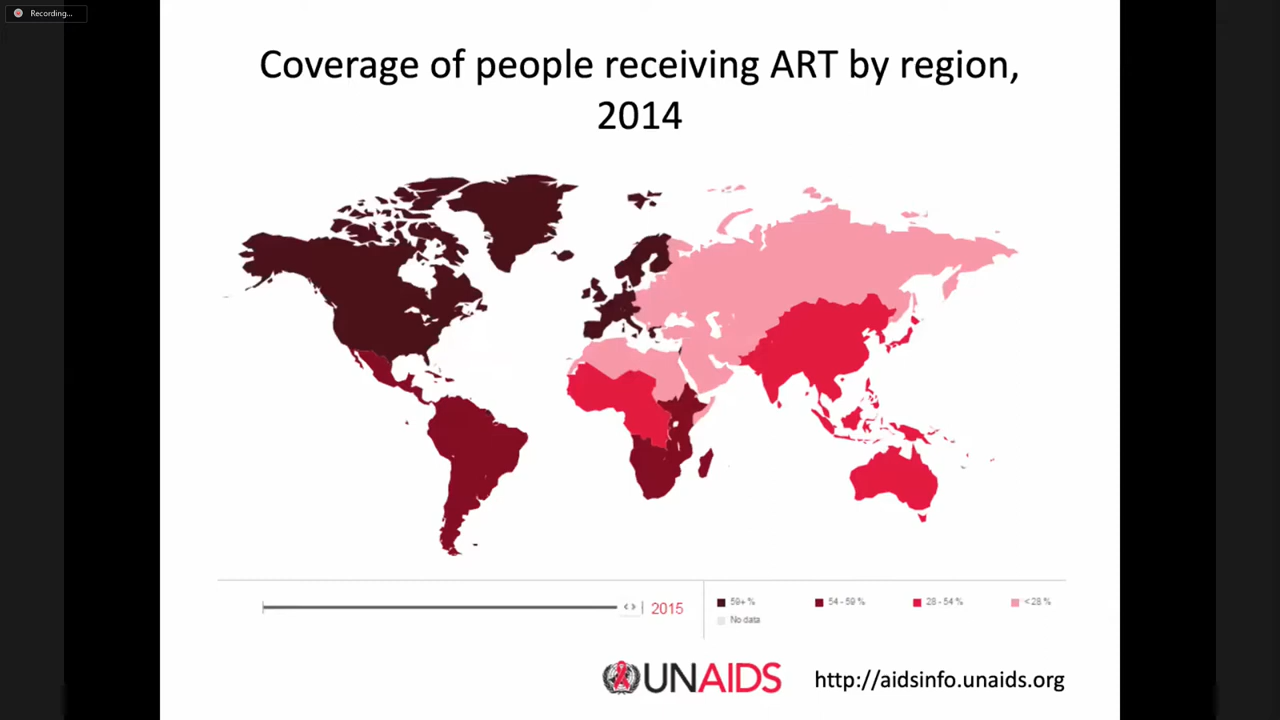 Recording...
Coverage of people receiving ART by region,
2014
2015
59+ %
54 - 59 %
28 - 54 %
< 28 %
No data
UNAIDS
http://aidsinfo.unaids.org